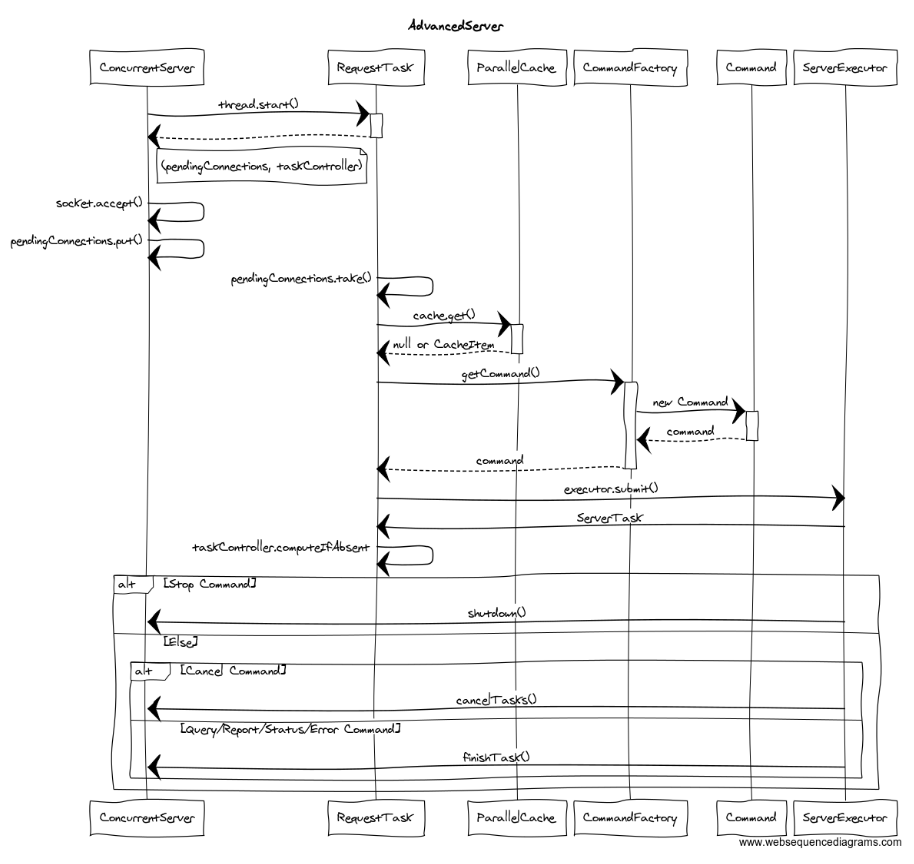 AdvancedServer
ConcurrentServer RequestTask ParallelCache CommandFactory Command ServerExecutor
thread.start()
(pendingConnections, taskController)
socket.accept()
pendingConnections.put()
pendingConnections.take()
cache.get()
null or CacheItem
getCommand()
new Command
command
command
executor.submit()
ServerTask
taskController.computeIfAbsent
alt [Stop Command]
shutdown()
[Else]
alt [Cancel Command]
cancelTasks()
[Query/Report/Status/Error Command]
finishTask()
ConcurrentServer RequestTask ParallelCache CommandFactory Command ServerExecutor
www.websequencediagrams.com